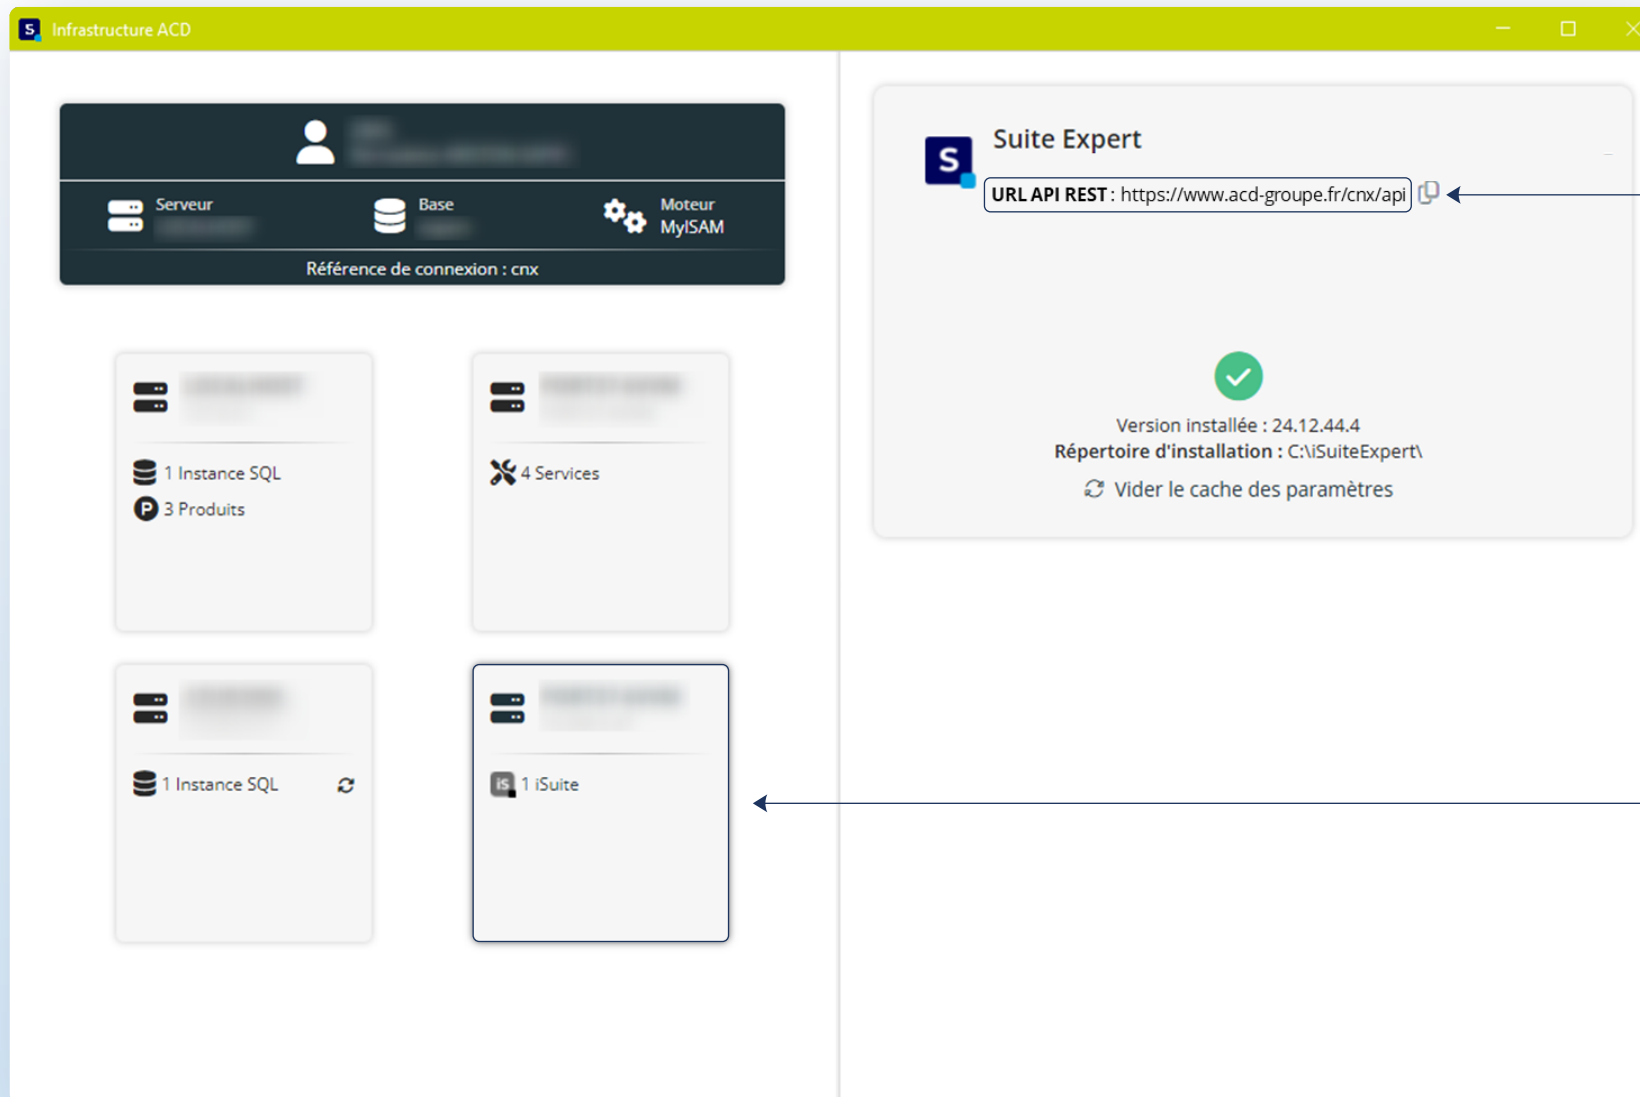 S Infrastructure ACD
Serveur
Base
Moteur
MyISAM
Référence de connexion : cnx
1 Instance SQL
P 3 Produits
4 Services
1 Instance SQL
is 1 iSuite
S Suite Expert
URL API REST : https://www.acd-groupe.fr/cnx/api
Version installée : 24.12.44.4
Répertoire d'installation : C:\iSuiteExpert\
Vider le cache des paramètres